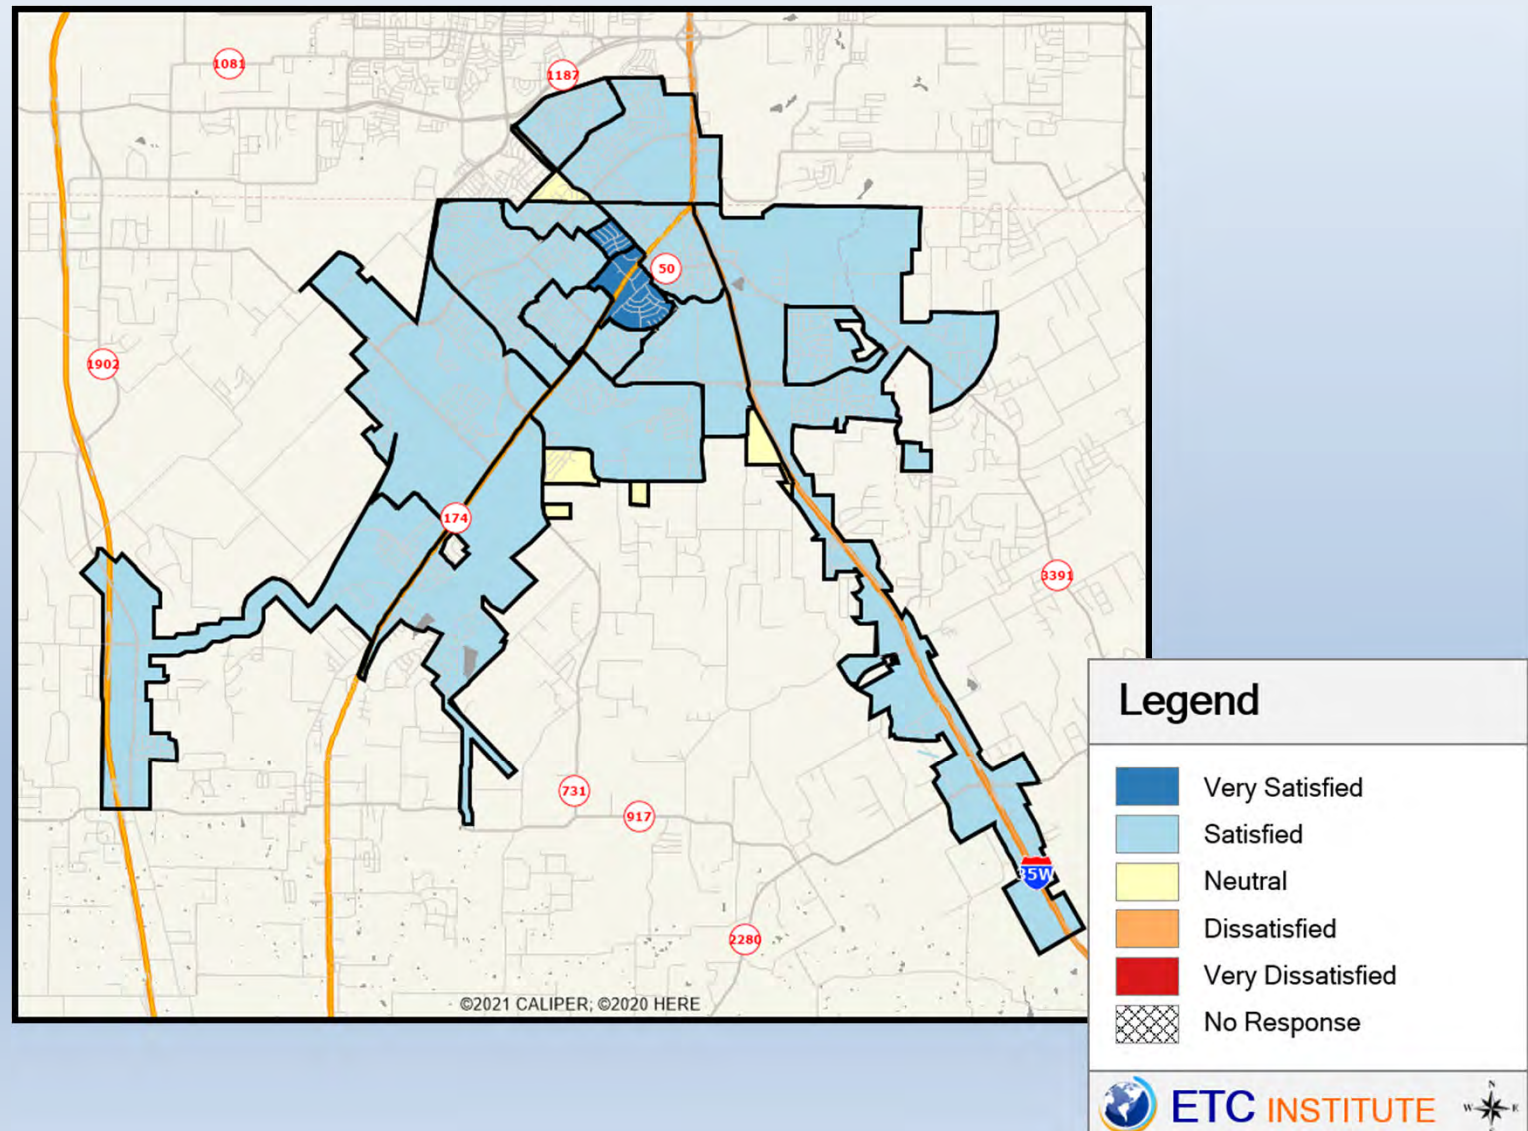 1081
1187
50
1902
174
3391
731
917
35W
2280
©2021 CALIPER; ©2020 HERE
Legend
Very Satisfied
Satisfied
Neutral
Dissatisfied
Very Dissatisfied
No Response
ETC INSTITUTE
N
W E